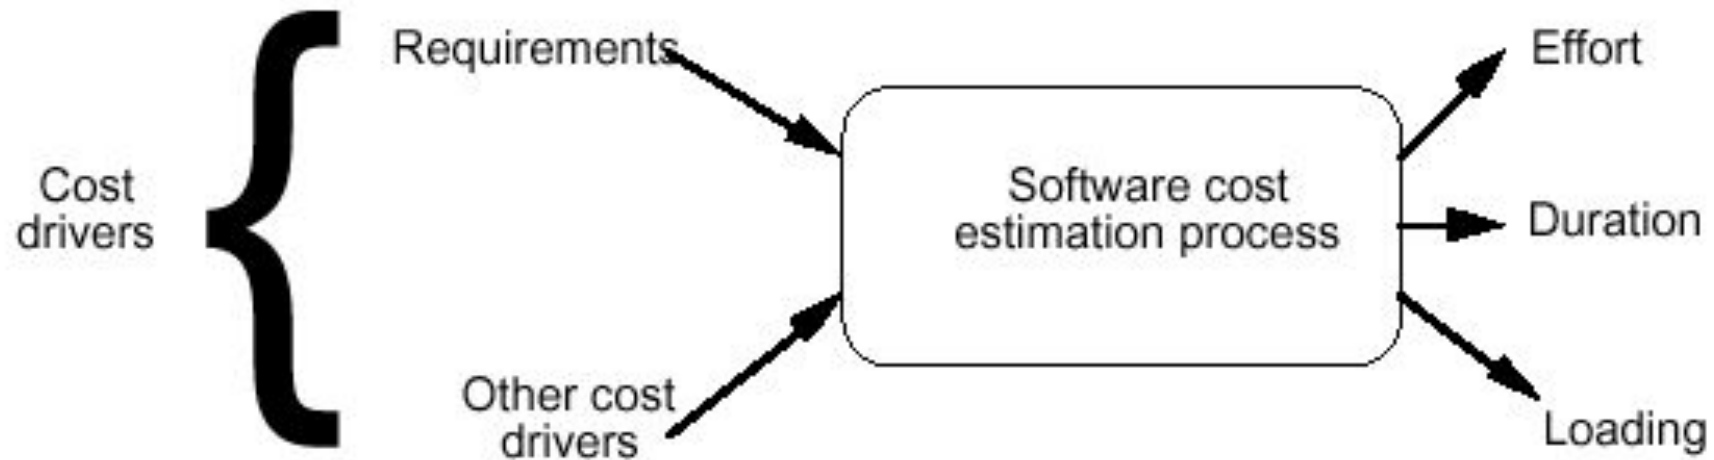 Cost
drivers
Requirements
Other cost
drivers
Software cost
estimation process
Effort
Duration
Loading